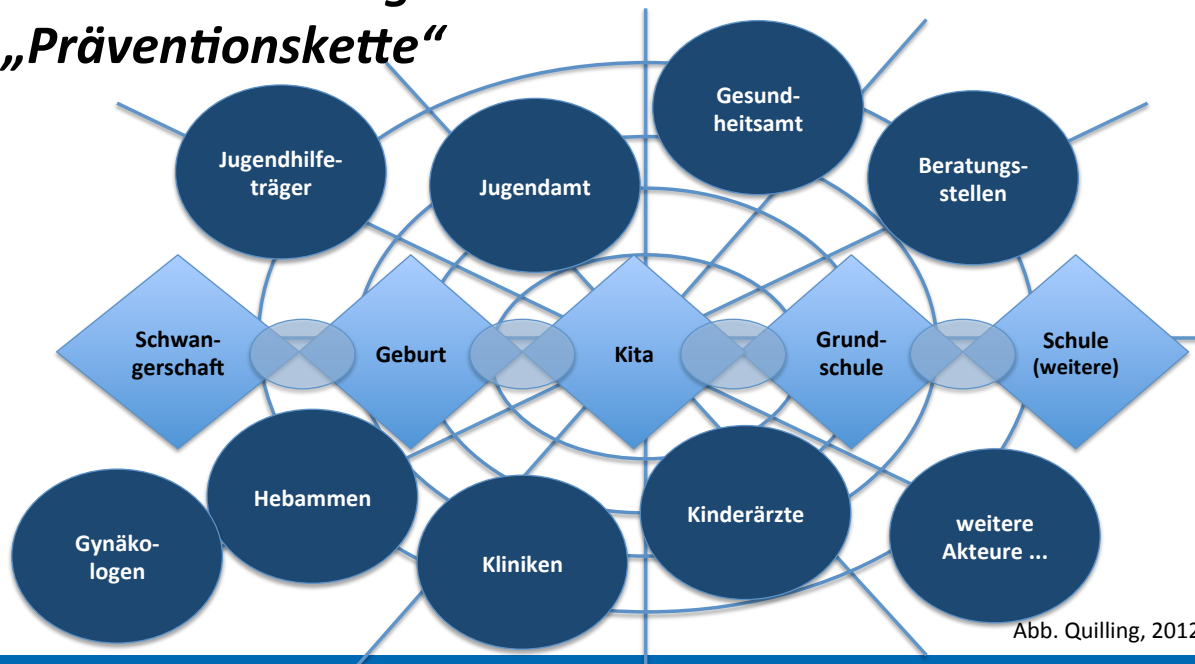 „Präventionskette“
Gesund-
heitsamt
Jugendhilfe-
träger
Jugendamt
Beratungs-
stellen
Schwan-
gerschaft
Geburt
Kita
Grund-
schule
Schule
(weitere)
Hebammen
Kinderärzte
Gynäko-
logen
Kliniken
weitere
Akteure ...
Abb. Quilling, 2012